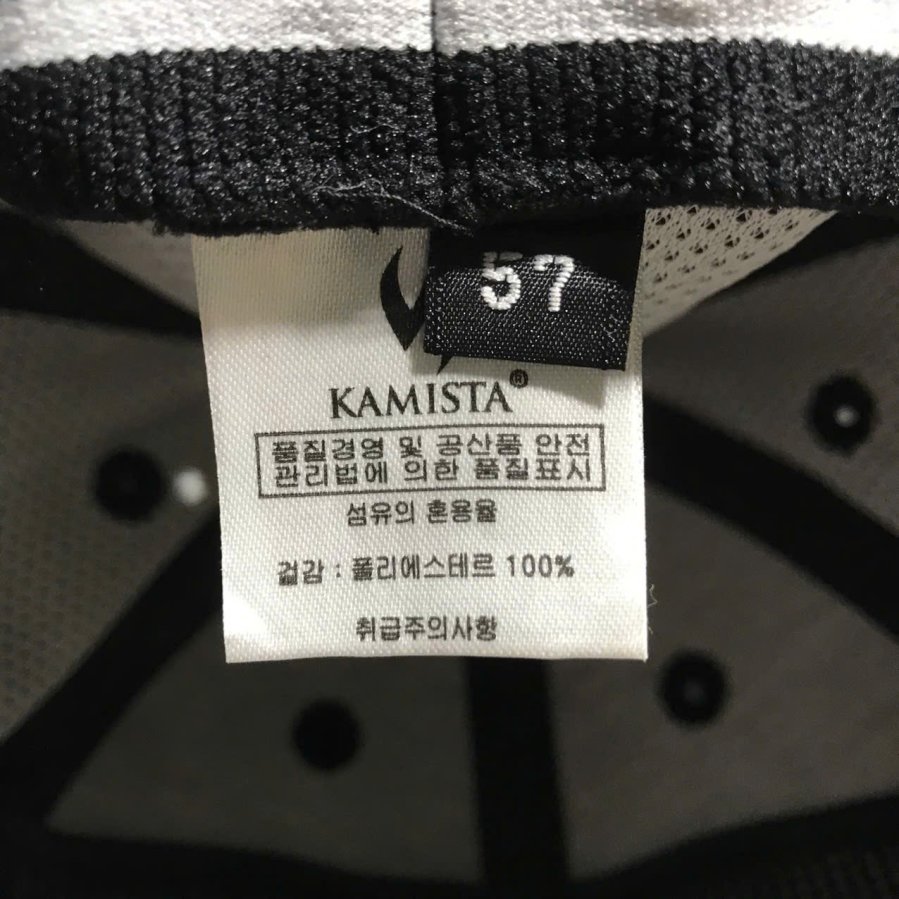 57
KAMISTA®
품질경영 및 공산품 안전
관리법에 의한 품질표시
섬유의 혼용율
겉감 : 폴리에스테르 100%
취급주의사항